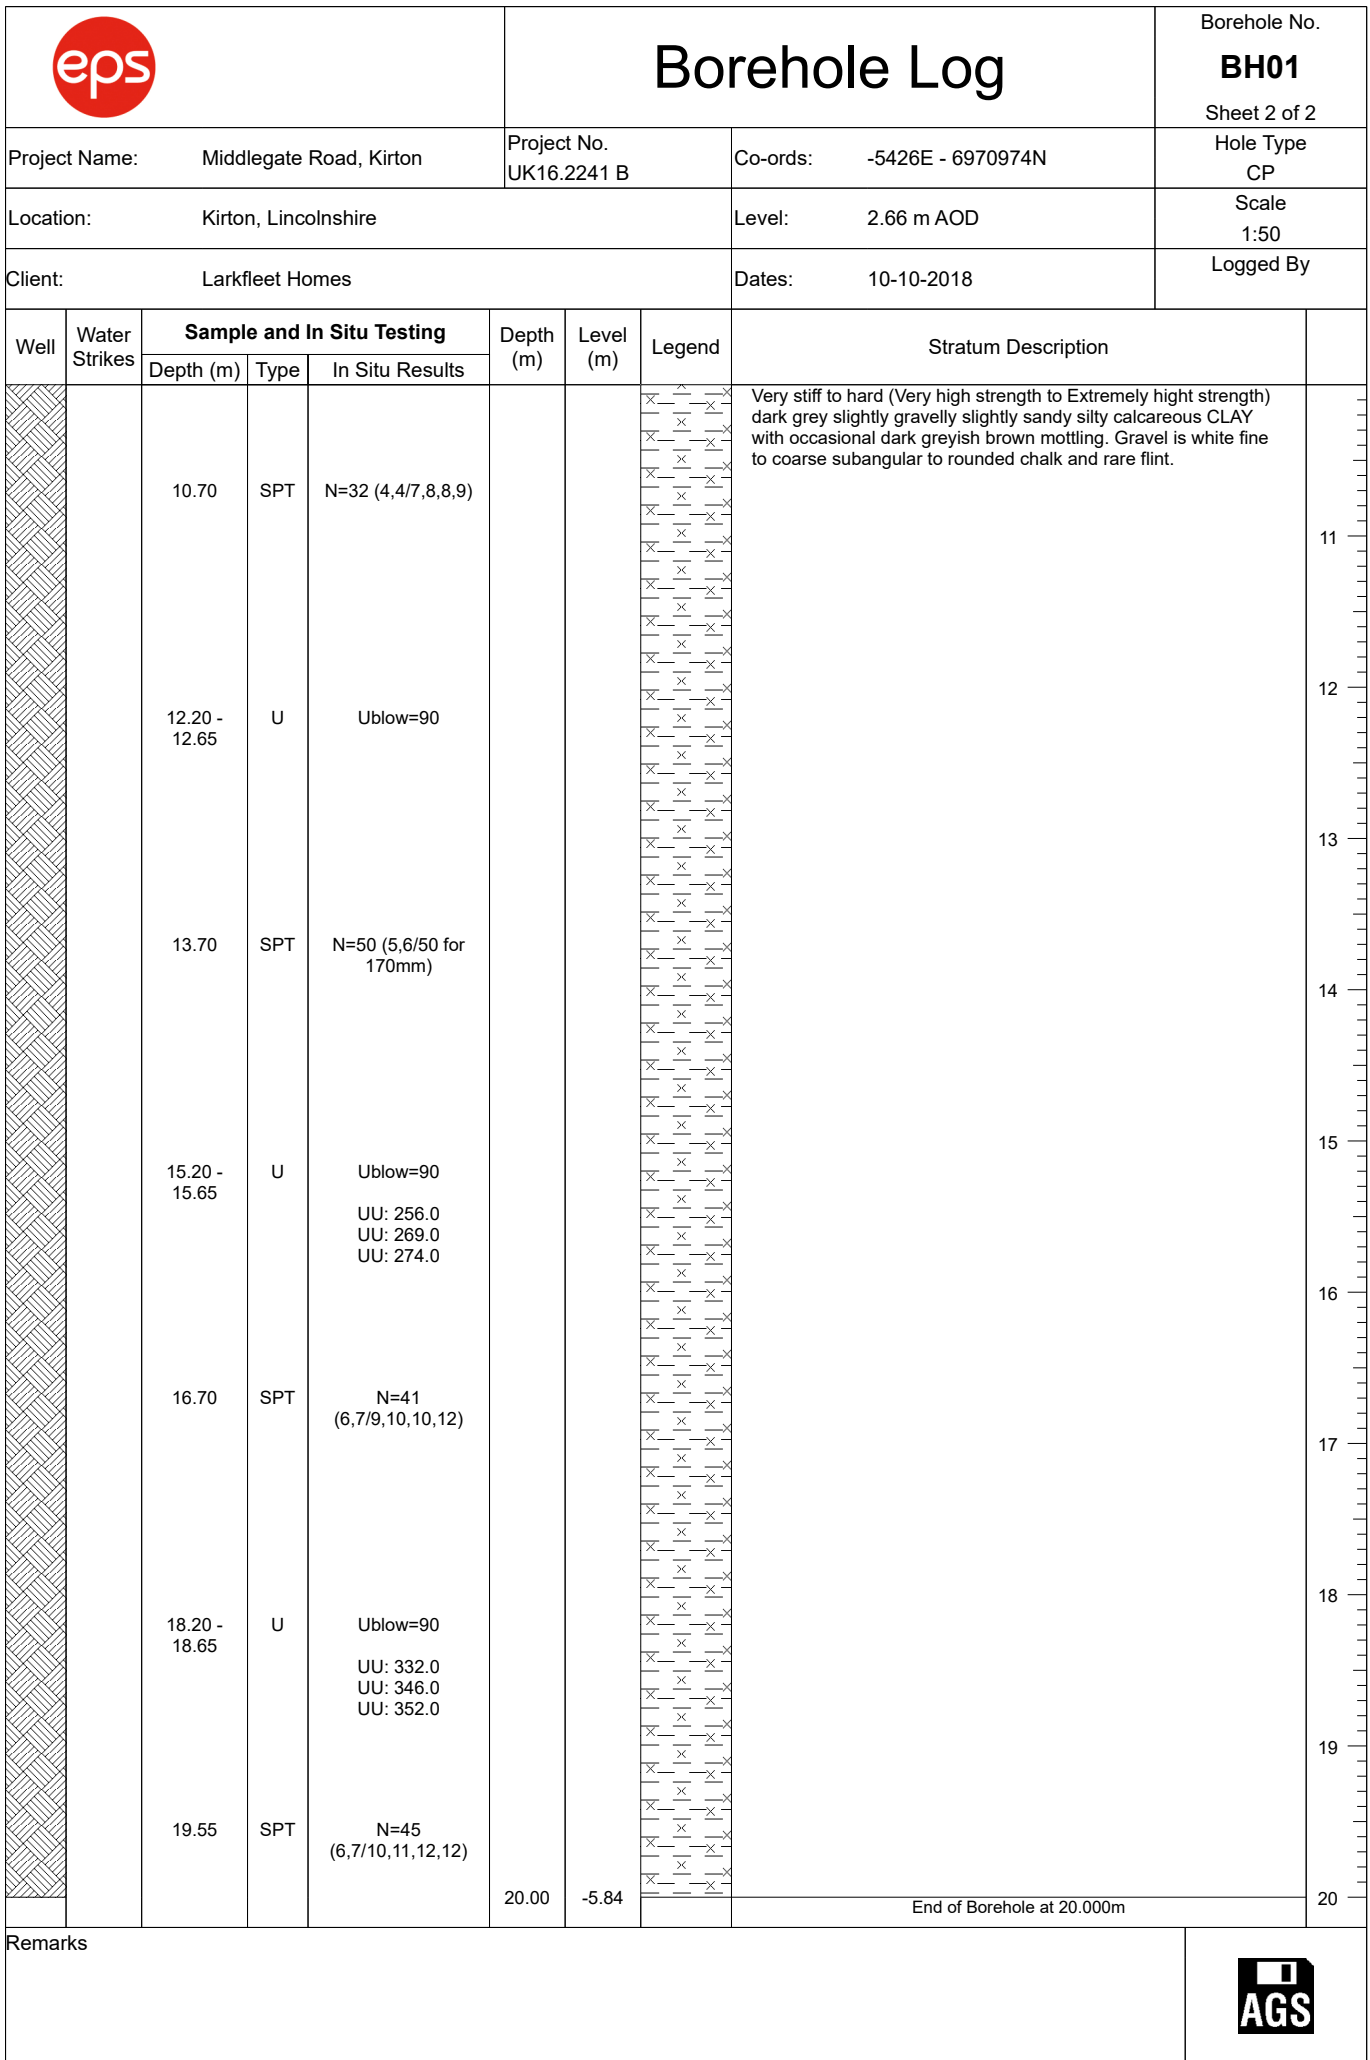 eps
Borehole Log
Borehole No.
BH01
Sheet 2 of 2
Project Name: Middlegate Road, Kirton
Project No.
UK16.2241 B
Co-ords: -5426E - 6970974N
Hole Type
CP
Location: Kirton, Lincolnshire
Level: 2.66 m AOD
Scale
1:50
Client: Larkfleet Homes
Dates: 10-10-2018
Logged By
Well
Water
Strikes
Sample and In Situ Testing
Depth (m) Type In Situ Results
Depth
(m)
Level
(m)
Legend
Stratum Description
Very stiff to hard (Very high strength to Extremely hight strength)
dark grey slightly gravelly slightly sandy silty calcareous CLAY
with occasional dark greyish brown mottling. Gravel is white fine
to coarse subangular to rounded chalk and rare flint.
10.70 SPT N=32 (4,4/7,8,8,9)
11
12
12.20 -
12.65
U Ublow=90
13
13.70 SPT N=50 (5,6/50 for
170mm)
14
15
15.20 -
15.65
U Ublow=90
UU: 256.0
UU: 269.0
UU: 274.0
16
16.70 SPT N=41
(6,7/9,10,10,12)
17
18
18.20 -
18.65
U Ublow=90
UU: 332.0
UU: 346.0
UU: 352.0
19
19.55 SPT N=45
(6,7/10,11,12,12)
20.00 -5.84
End of Borehole at 20.000m
20
Remarks
AGS